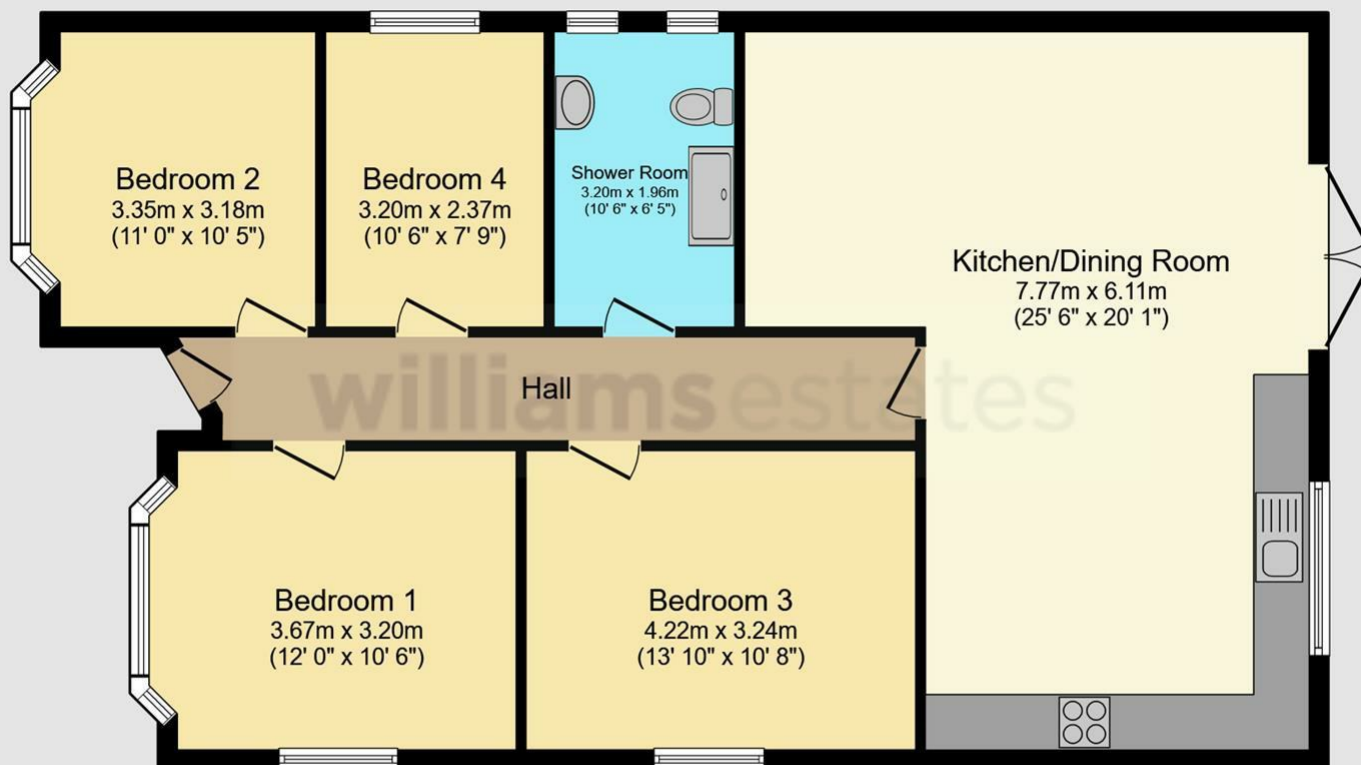 Bedroom 2
3.35m x 3.18m
(11' 0" x 10' 5")
Bedroom 4
3.20m x 2.37m
(10' 6" x 7' 9")
Shower Room
3.20m x 1.96m
(10' 6" x 6' 5")
Kitchen/Dining Room
7.77m x 6.11m
(25' 6" x 20' 1")
Hall
williamsestates
Bedroom 1
3.67m x 3.20m
(12' 0" x 10' 6")
Bedroom 3
4.22m x 3.24m
(13' 10" x 10' 8")